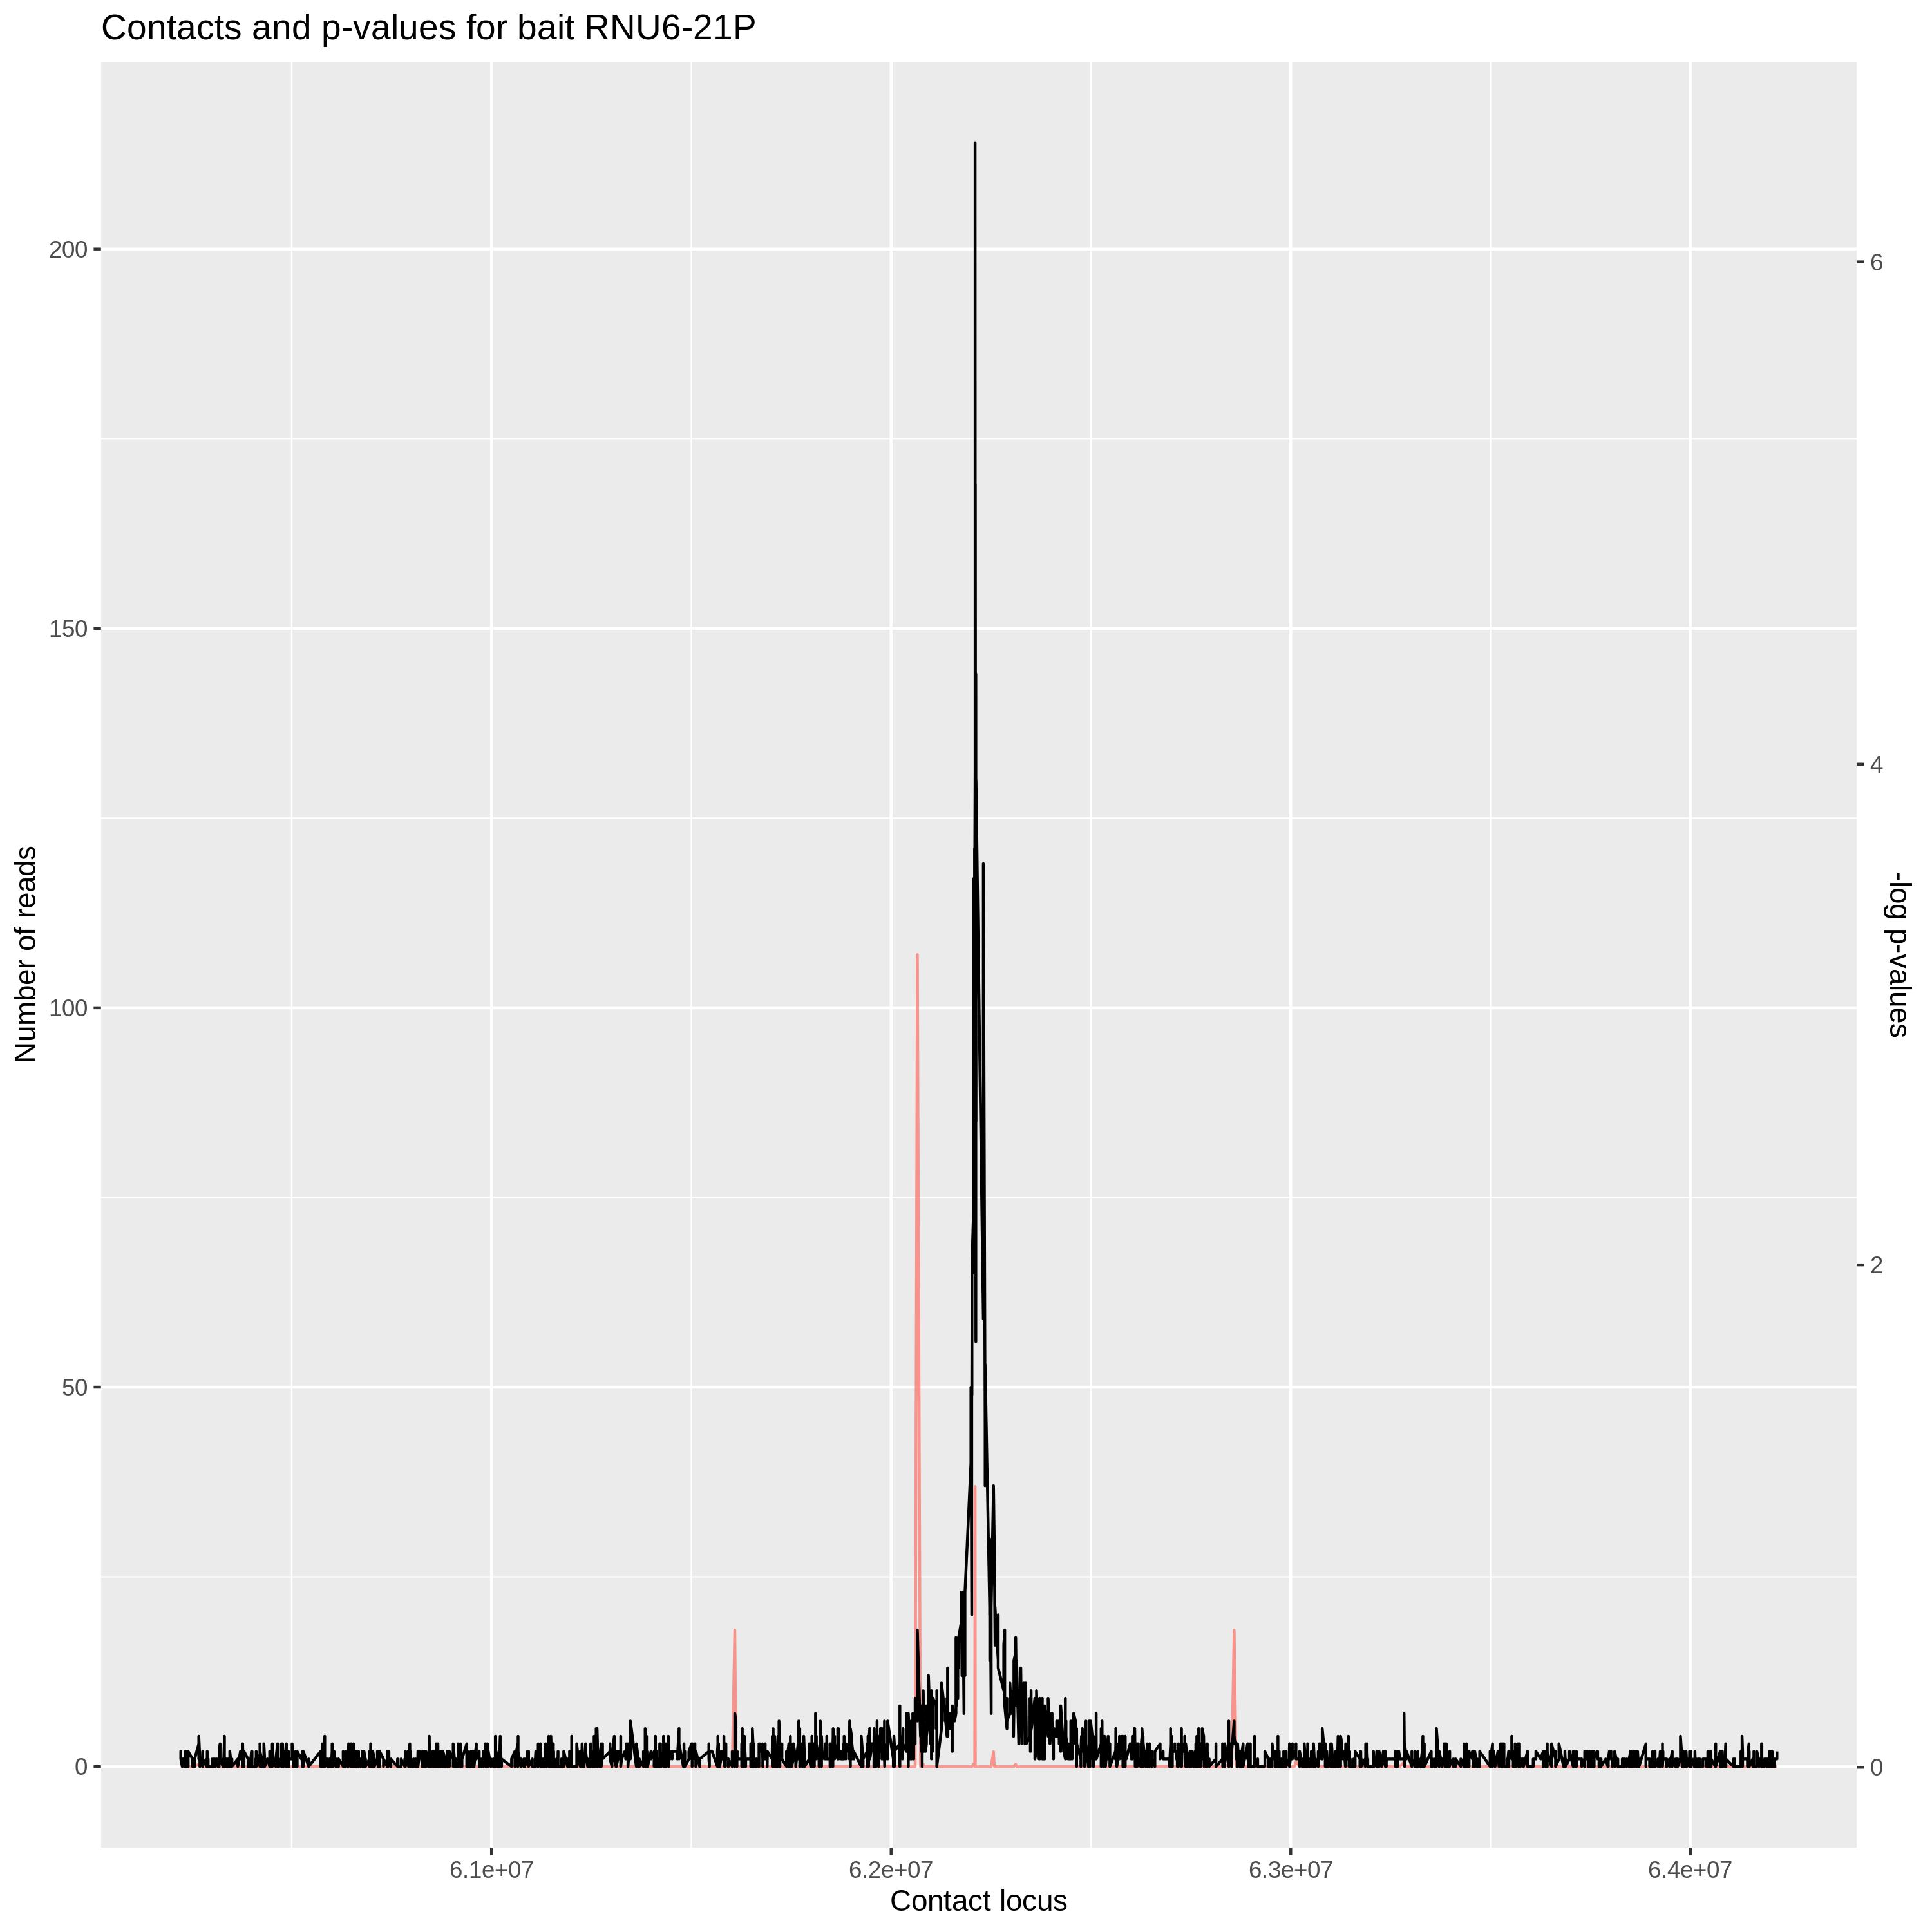 Contacts and p-values for bait RNU6-21P
200
150
100
50
0
6
4
2
0
Number of reads
-log p-values
6.1e+07
6.2e+07
6.3e+07
6.4e+07
Contact locus